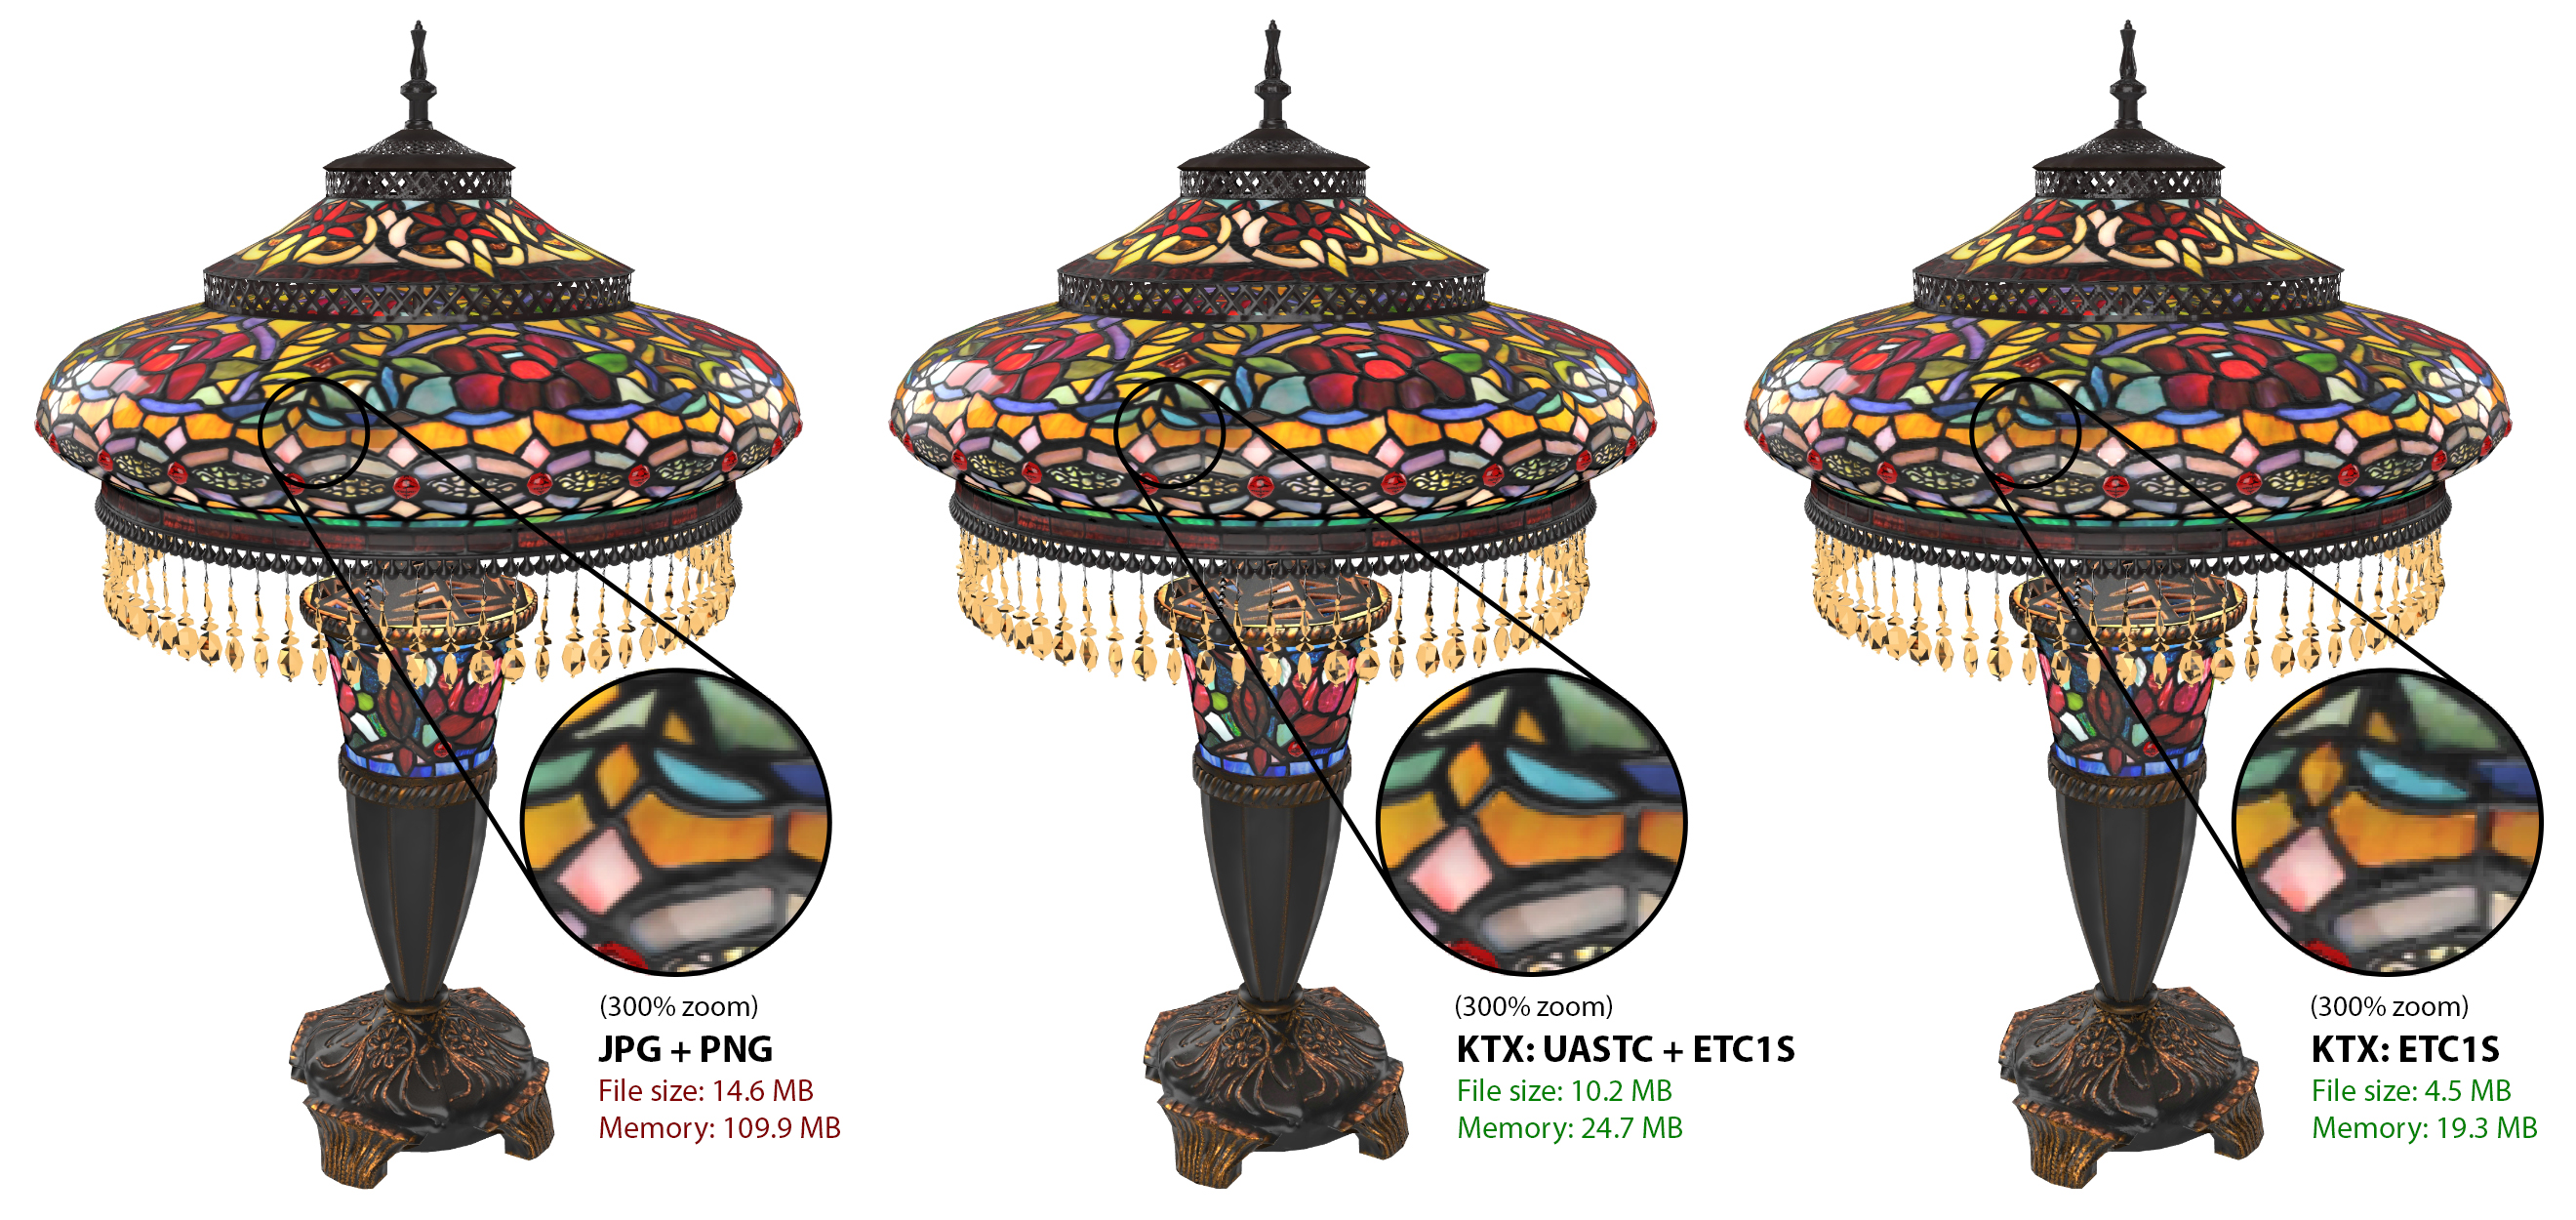 (300% zoom)
JPG + PNG
File size: 14.6 MB
Memory: 109.9 MB
(300% zoom)
KTX: UASTC + ETC1S
File size: 10.2 MB
Memory: 24.7 MB
(300% zoom)
KTX: ETC1S
File size: 4.5 MB
Memory: 19.3 MB